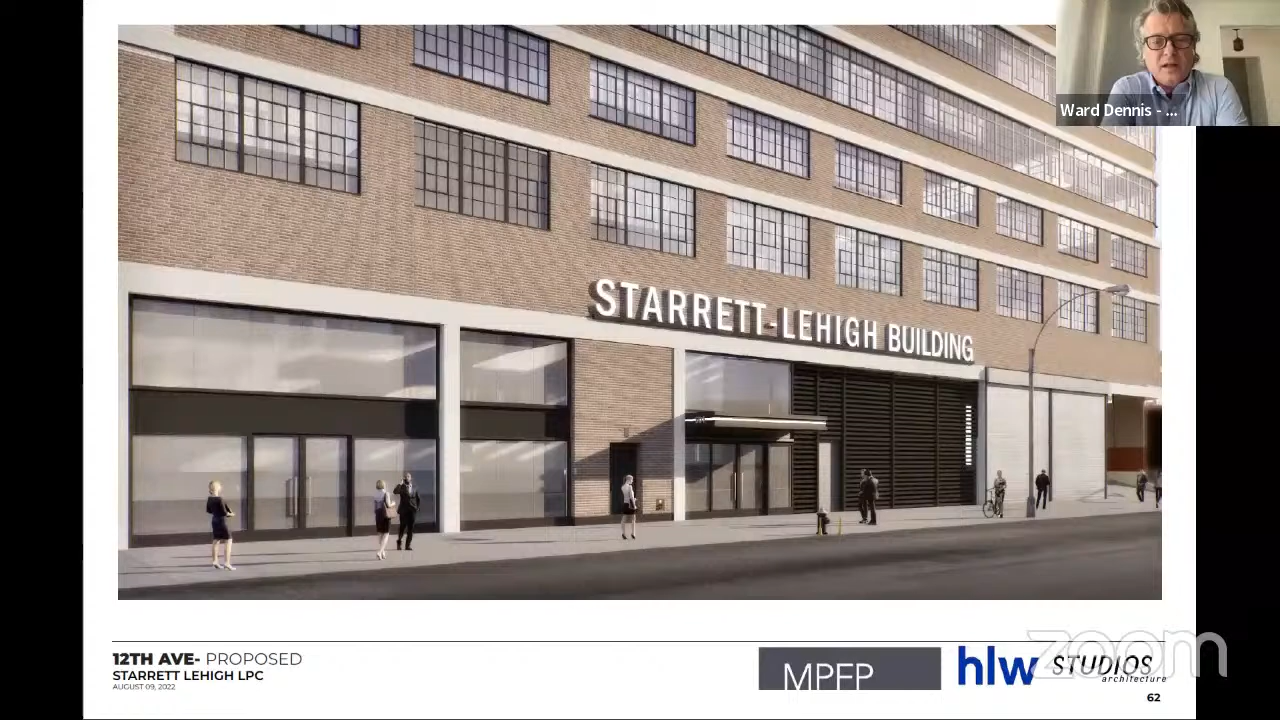 Ward Dennis - ...
STARRETT-LEHIGH BUILDING
12TH AVE- PROPOSED
STARRETT LEHIGH LPC
AUGUST 09, 2022
MPFP
hlw
STUDIOS
architecture
zoom
62